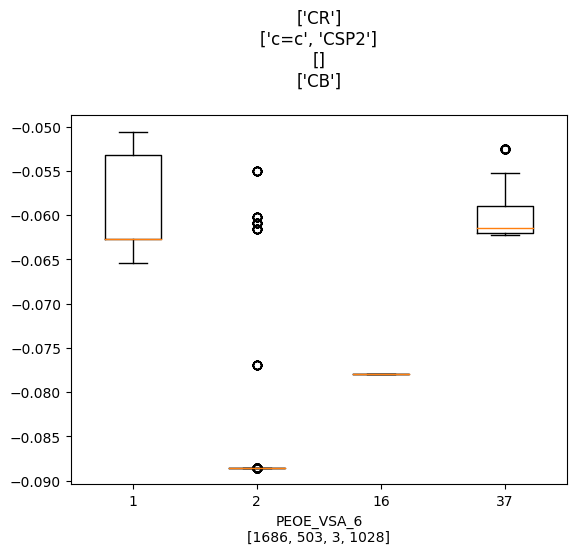 ['CR']
['c=c', 'CSP2']
[]
['CB']
−0.050
−0.055
−0.060
−0.065
−0.070
−0.075
−0.080
−0.085
−0.090
1 2 16 37
PEOE_VSA_6
[1686, 503, 3, 1028]